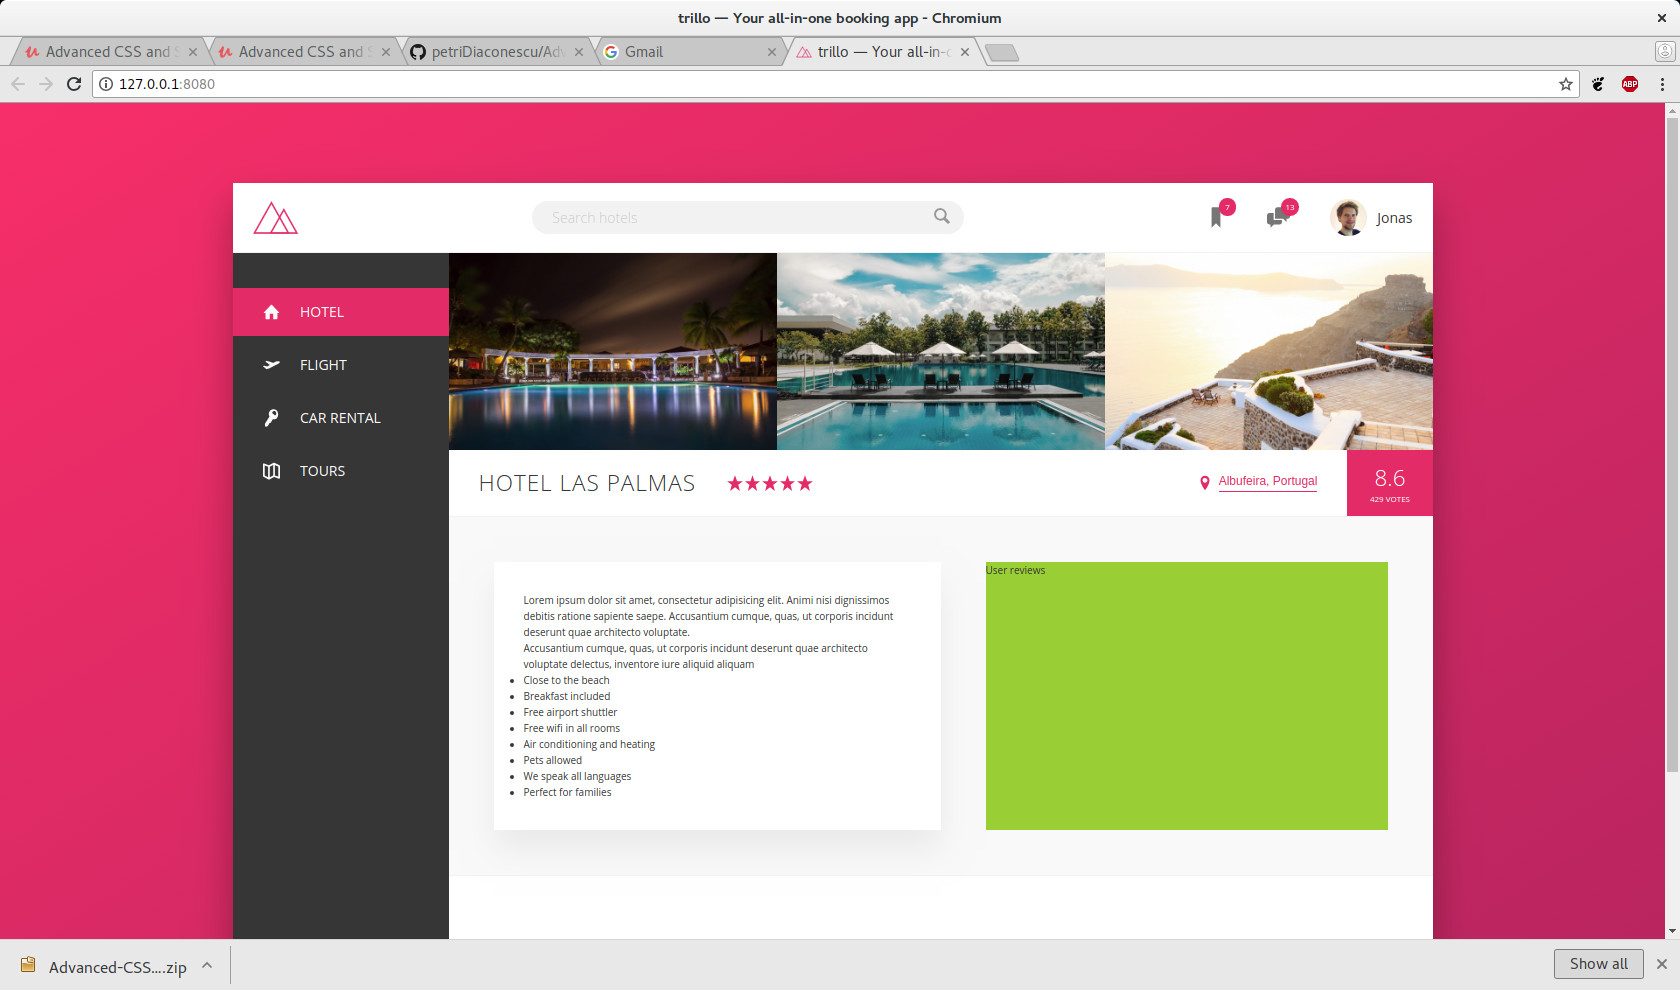 trillo — Your all-in-one booking app - Chromium
Advanced CSS and S
Advanced CSS and S
petriDiaconescu/Adv
Gmail
trillo — Your all-in-o
127.0.0.1:8080
ABP
Search hotels
7
13
Jonas
HOTEL
FLIGHT
CAR RENTAL
TOURS
HOTEL LAS PALMAS
Albufeira, Portugal
8.6
429 VOTES
Lorem ipsum dolor sit amet, consectetur adipisicing elit. Animi nisi dignissimos
debitis ratione sapiente saepe. Accusantium cumque, quas, ut corporis incidunt
deserunt quae architecto voluptate.
Accusantium cumque, quas, ut corporis incidunt deserunt quae architecto
voluptate delectus, inventore iure aliquid aliquam
Close to the beach
Breakfast included
Free airport shuttler
Free wifi in all rooms
Air conditioning and heating
Pets allowed
We speak all languages
Perfect for families
User reviews
Advanced-CSS....zip
Show all